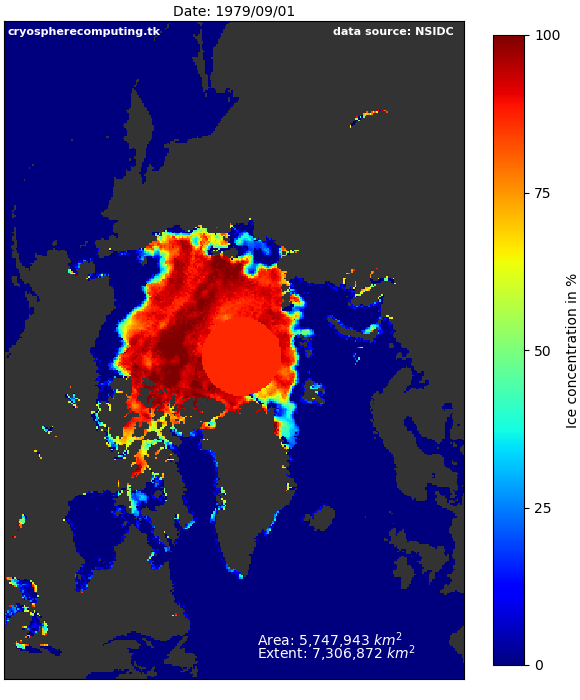 Date: 1979/09/01
cryospherecomputing.tk data source: NSIDC
100
75
50
25
0
Ice concentration in %
Area: 5,747,943 km²
Extent: 7,306,872 km²